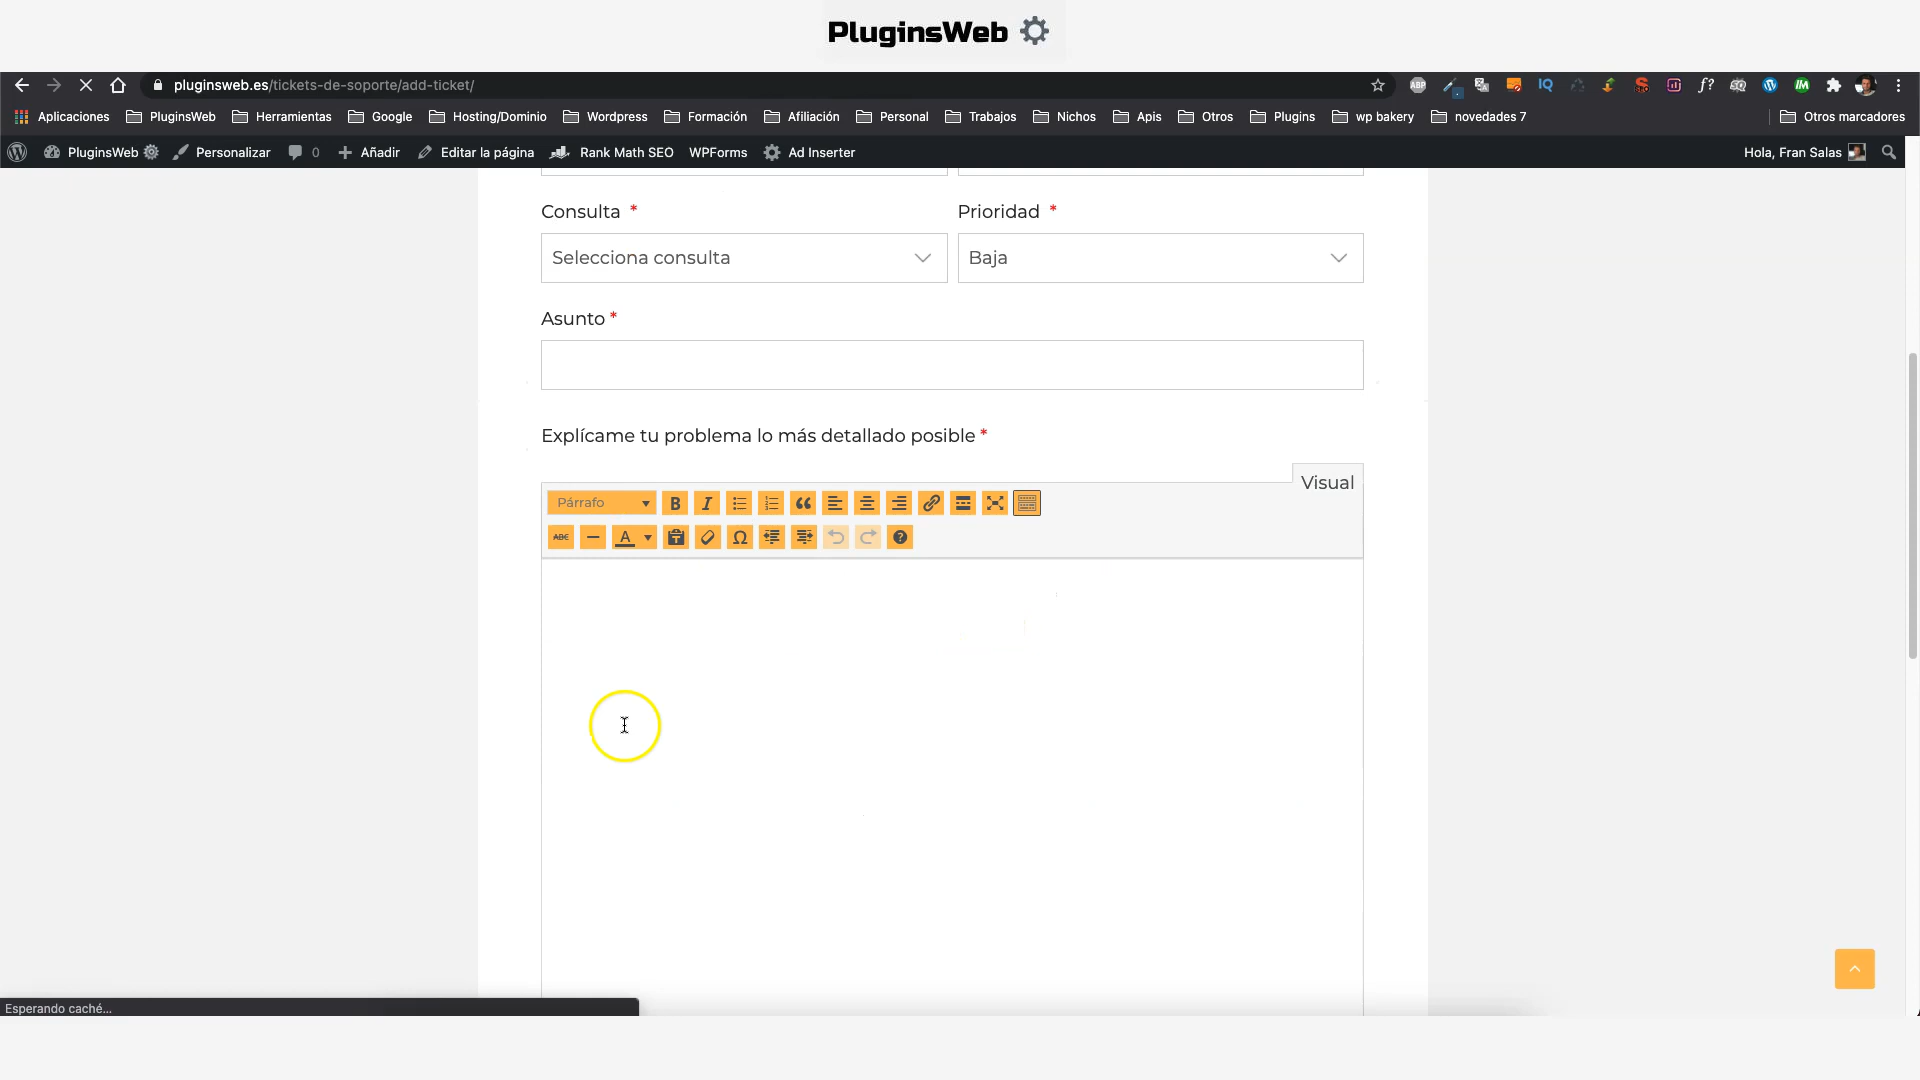 PluginsWeb
pluginsweb.es/tickets-de-soporte/add-ticket/
Aplicaciones PluginsWeb Herramientas Google Hosting/Dominio Wordpress Formación Afiliación Personal Trabajos Nichos Apis Otros Plugins wp bakery novedades 7 Otros marcadores
PluginsWeb Personalizar 0 Añadir Editar la página Rank Math SEO WPForms Ad Inserter Hola, Fran Salas
Consulta * Prioridad *
Selecciona consulta Baja
Asunto *
Explícame tu problema lo más detallado posible *
Visual
Párrafo B I
ABC A Ω
Esperando caché...